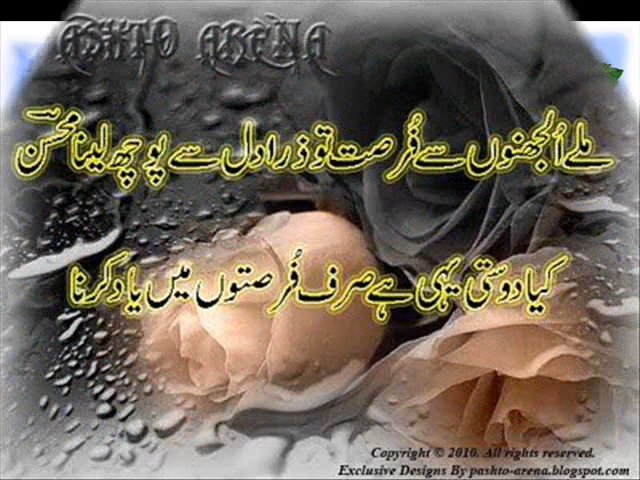 ASHTO ARENA
ملے اُلجھنوں سے فُرصت تو ذرا دل سے پوچھ لینا محسنؔ
کیا دوستی یہی ہے صرف فُرصتوں میں یاد کرنا
Copyright © 2010. All rights reserved.
Exclusive Designs By pashto-arena.blogspot.com